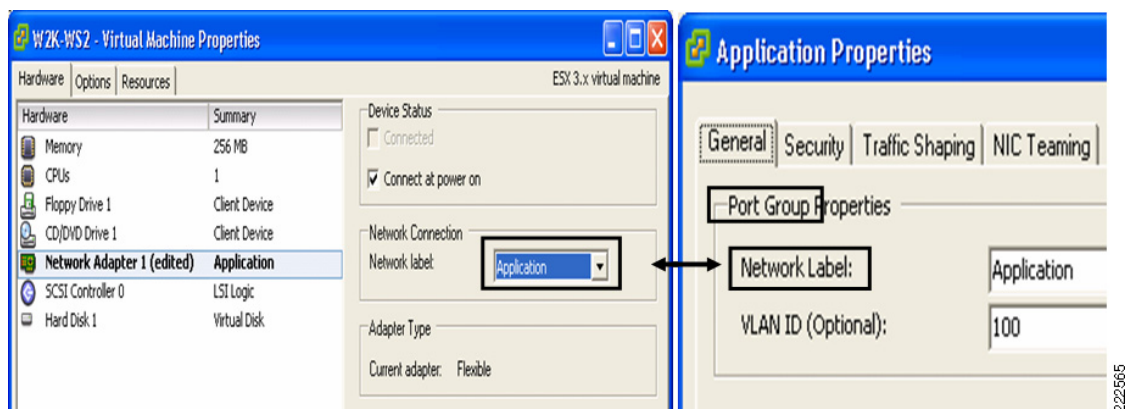 W2K-WS2 - Virtual Machine Properties
Hardware Options Resources
ESX 3.x virtual machine
Hardware Summary
Memory 256 MB
CPUs 1
Floppy Drive 1 Client Device
CD/DVD Drive 1 Client Device
Network Adapter 1 (edited) Application
SCSI Controller 0 LSI Logic
Hard Disk 1 Virtual Disk
Device Status
Connected
Connect at power on
Network Connection
Network label: Application
Adapter Type
Current adapter: Flexible
Application Properties
General Security Traffic Shaping NIC Teaming
Port Group Properties
Network Label: Application
VLAN ID (Optional): 100
222565